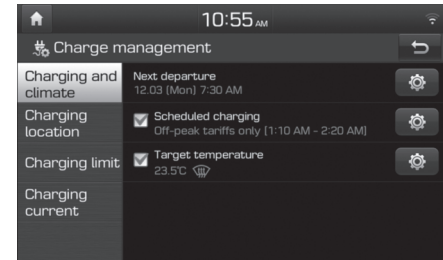 10:55 AM
Charge management
Charging and
climate
Next departure
12.03 (Mon) 7:30 AM
Charging
location
Scheduled charging
Off-peak tariffs only (1:10 AM - 2:20 AM)
Charging limit
Target temperature
23.5℃
Charging
current